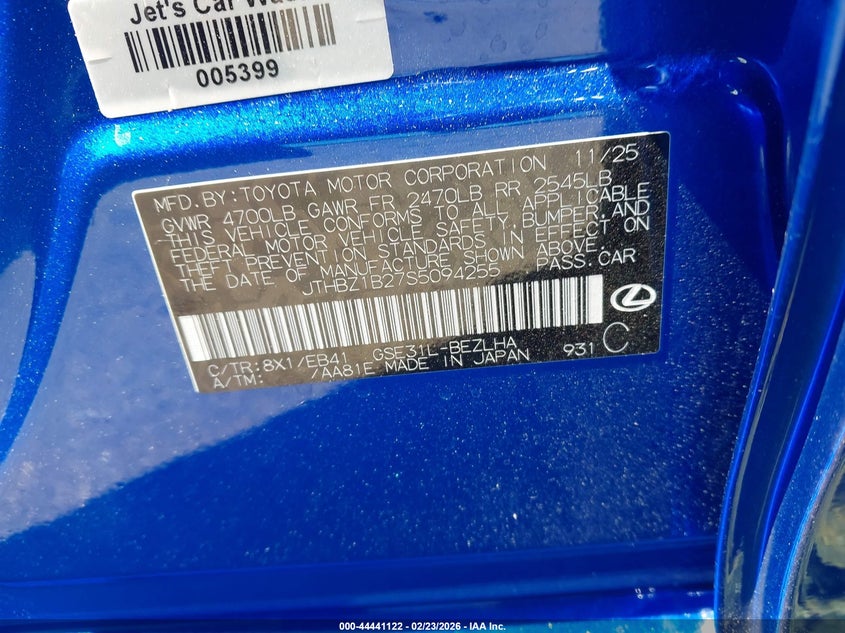 Jet's Car
005399
MFD. BY: TOYOTA MOTOR CORPORATION 11/25
GVWR 4700LB GAWR FR 2470LB RR 2545LB
THIS VEHICLE CONFORMS TO ALL APPLICABLE
FEDERAL MOTOR VEHICLE SAFETY, BUMPER, AND
THEFT PREVENTION STANDARDS IN EFFECT ON
THE DATE OF MANUFACTURE SHOWN ABOVE.
JTHBZ1B27S5094255 PASS. CAR
C/TR: 8X1/EB41 GSE31L-BEZLHA
A/TM: /AA81E MADE IN JAPAN 931 C
000-44441122 - 02/23/2026 - IAA Inc.